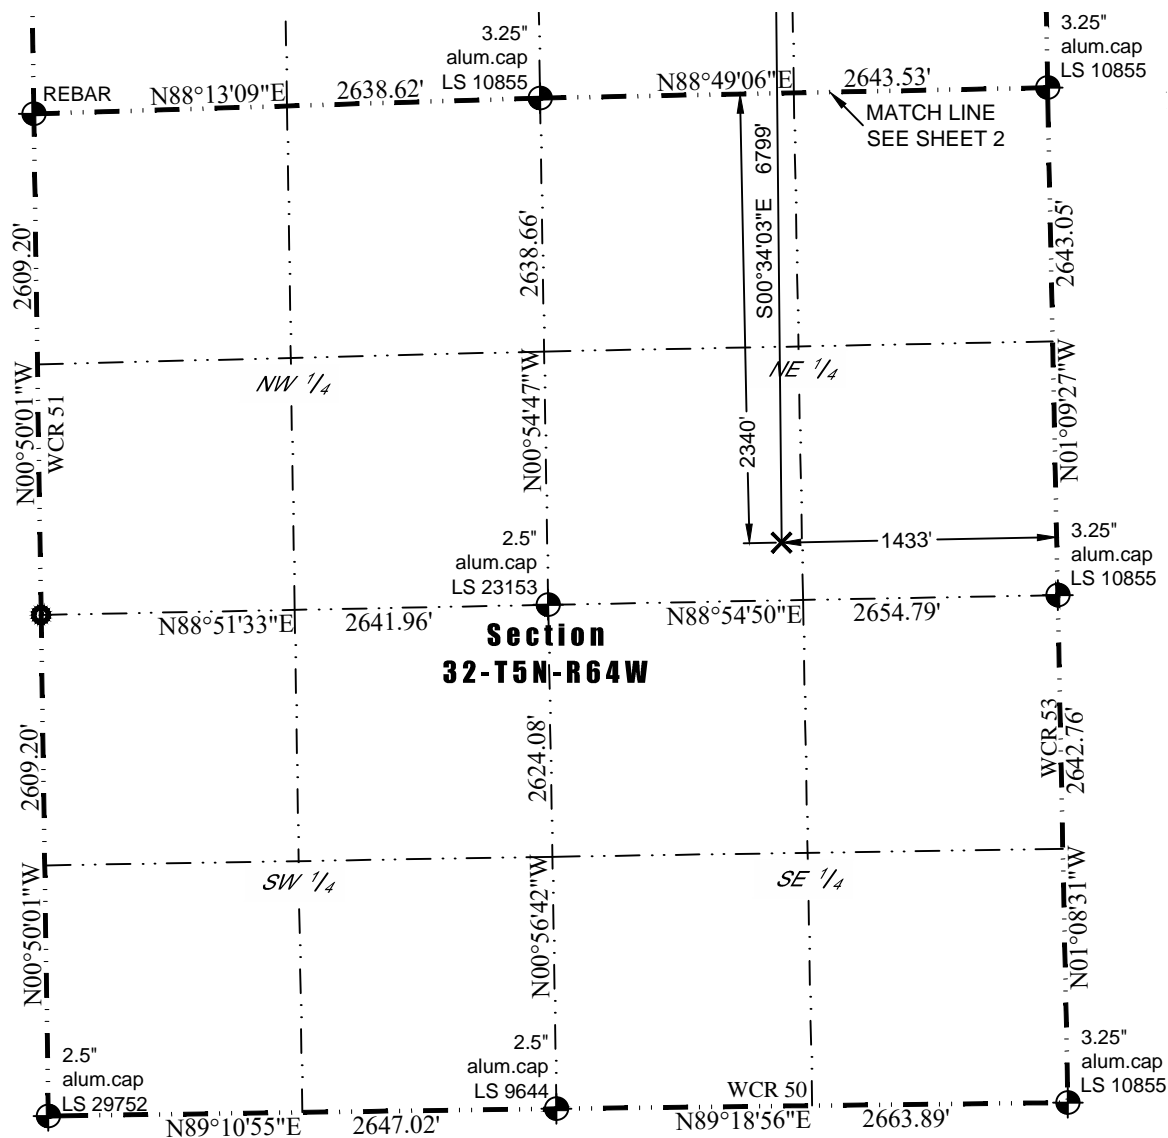 3.25"
alum.cap
LS 10855
3.25"
alum.cap
LS 10855
REBAR
N88°13'09"E
2638.62'
N88°49'06"E
2643.53'
MATCH LINE
SEE SHEET 2
2609.20'
2638.66'
S00°34'03"E 6799'
2643.05'
NW 1/4
NE 1/4
N00°50'01"W
WCR 51
N00°54'47"W
2340'
N01°09'27"W
1433'
2.5"
alum.cap
LS 23153
3.25"
alum.cap
LS 10855
N88°51'33"E
2641.96'
N88°54'50"E
2654.79'
Section
32-T5N-R64W
2609.20'
2624.08'
WCR 53
2642.76'
SW 1/4
SE 1/4
N00°50'01"W
N00°56'42"W
N01°08'31"W
2.5"
alum.cap
LS 29752
2.5"
alum.cap
LS 9644
3.25"
alum.cap
LS 10855
WCR 50
N89°10'55"E
2647.02'
N89°18'56"E
2663.89'